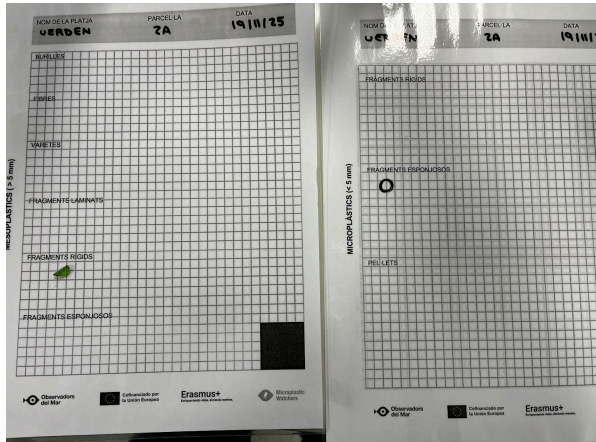 NOM DE LA PLATJA
PARCEL·LA
DATA
VERDEN
2A
19/11/25
BURILLES
FIBRES
VARETES
FRAGMENTS LAMINATS
FRAGMENTS RÍGIDS
FRAGMENTS ESPONJOSOS
MESOPLÀSTICS (> 5 mm)
Observadors
del Mar
Cofinanciado por
la Unión Europea
Erasmus+
Microplastic
Watchers
NOM
PARCEL·LA
DATA
VERDEN
2A
19/11/
FRAGMENTS RÍGIDS
FRAGMENTS ESPONJOSOS
O
PEL·LETS
MICROPLÀSTICS (< 5 mm)
Observadors
del Mar
Cofinanciado por
la Unión Europea
Erasmus+